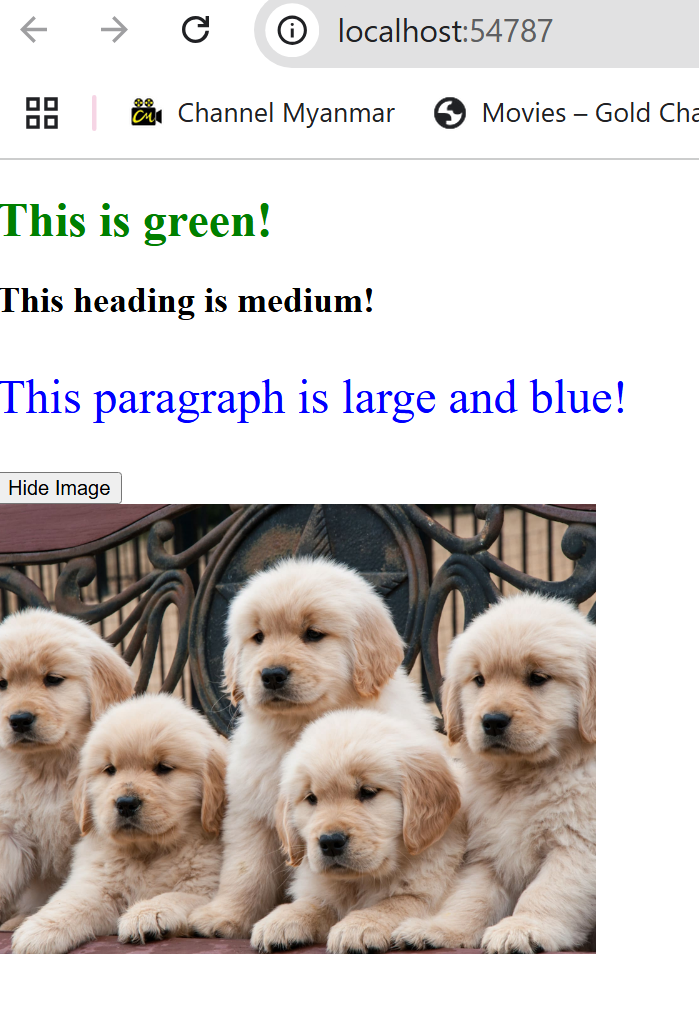 localhost:54787
Channel Myanmar
Movies – Gold Cha
This is green!
This heading is medium!
This paragraph is large and blue!
Hide Image